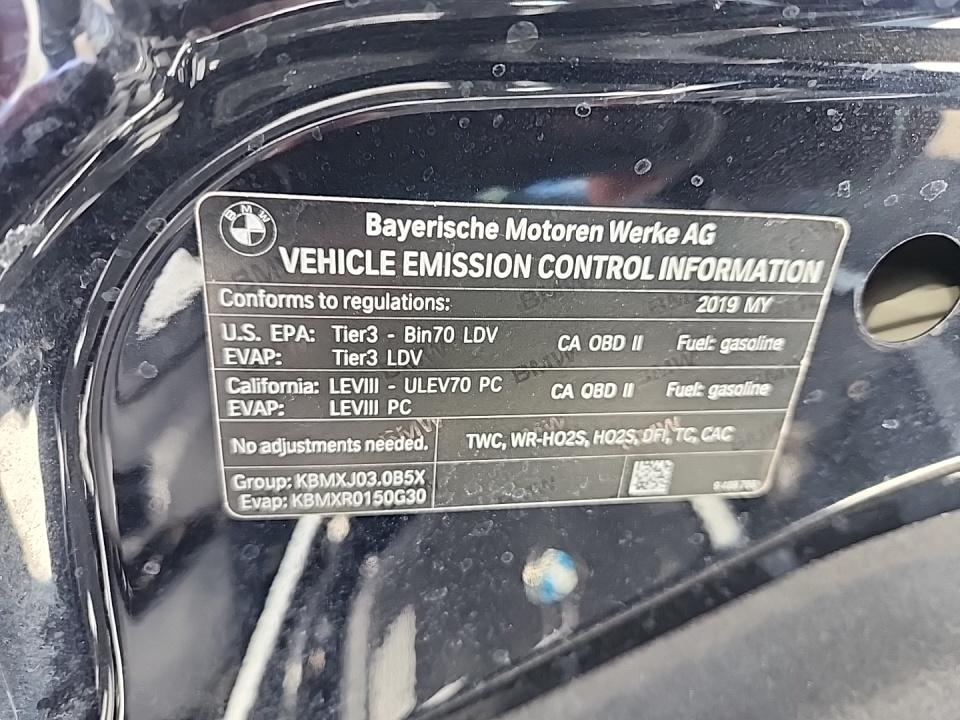 BMW
Bayerische Motoren Werke AG
VEHICLE EMISSION CONTROL INFORMATION
Conforms to regulations: 2019 MY
U.S. EPA: Tier3 - Bin70 LDV CA OBD II Fuel: gasoline
EVAP: Tier3 LDV
California: LEVIII - ULEV70 PC CA OBD II Fuel: gasoline
EVAP: LEVIII PC
No adjustments needed. TWC, WR-HO2S, HO2S, DFI, TC, CAC
Group: KBMXJ03.0B5X
Evap: KBMXR0150G30